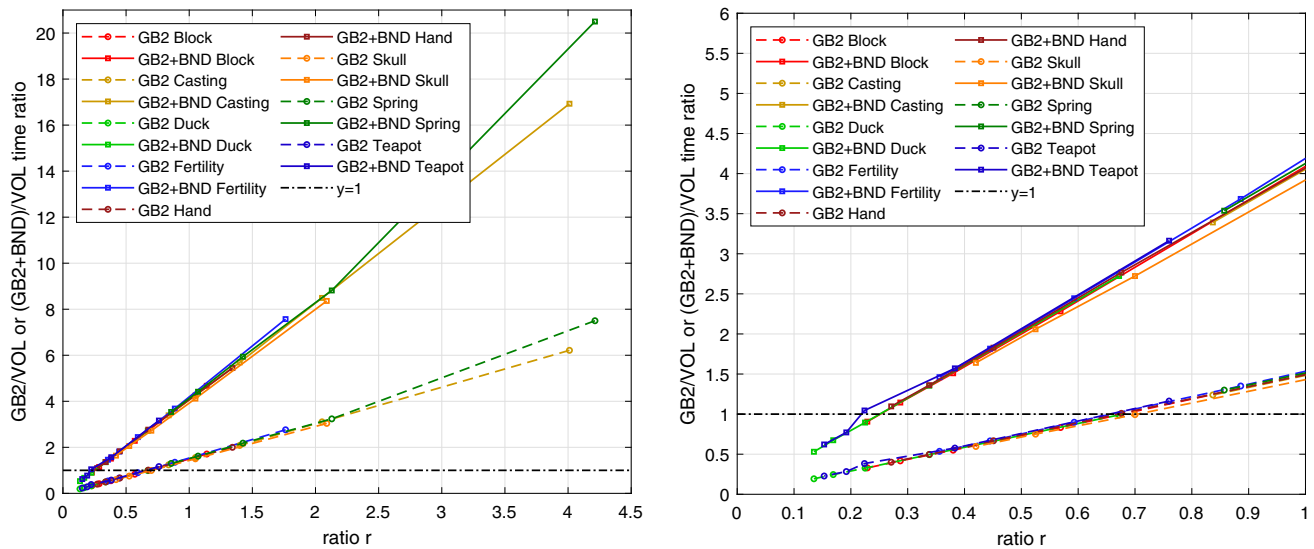 GB2/VOL or (GB2+BND)/VOL time ratio
20
18
16
14
12
10
8
6
4
2
0
GB2 Block
GB2+BND Block
GB2 Casting
GB2+BND Casting
GB2 Duck
GB2+BND Duck
GB2 Fertility
GB2+BND Fertility
GB2 Hand
GB2+BND Hand
GB2 Skull
GB2+BND Skull
GB2 Spring
GB2+BND Spring
GB2 Teapot
GB2+BND Teapot
y=1
0 0.5 1 1.5 2 2.5 3 3.5 4 4.5
ratio r
GB2/VOL or (GB2+BND)/VOL time ratio
6
5.5
5
4.5
4
3.5
3
2.5
2
1.5
1
0.5
0
GB2 Block
GB2+BND Block
GB2 Casting
GB2+BND Casting
GB2 Duck
GB2+BND Duck
GB2 Fertility
GB2+BND Fertility
GB2 Hand
GB2+BND Hand
GB2 Skull
GB2+BND Skull
GB2 Spring
GB2+BND Spring
GB2 Teapot
GB2+BND Teapot
y=1
0 0.1 0.2 0.3 0.4 0.5 0.6 0.7 0.8 0.9 1
ratio r